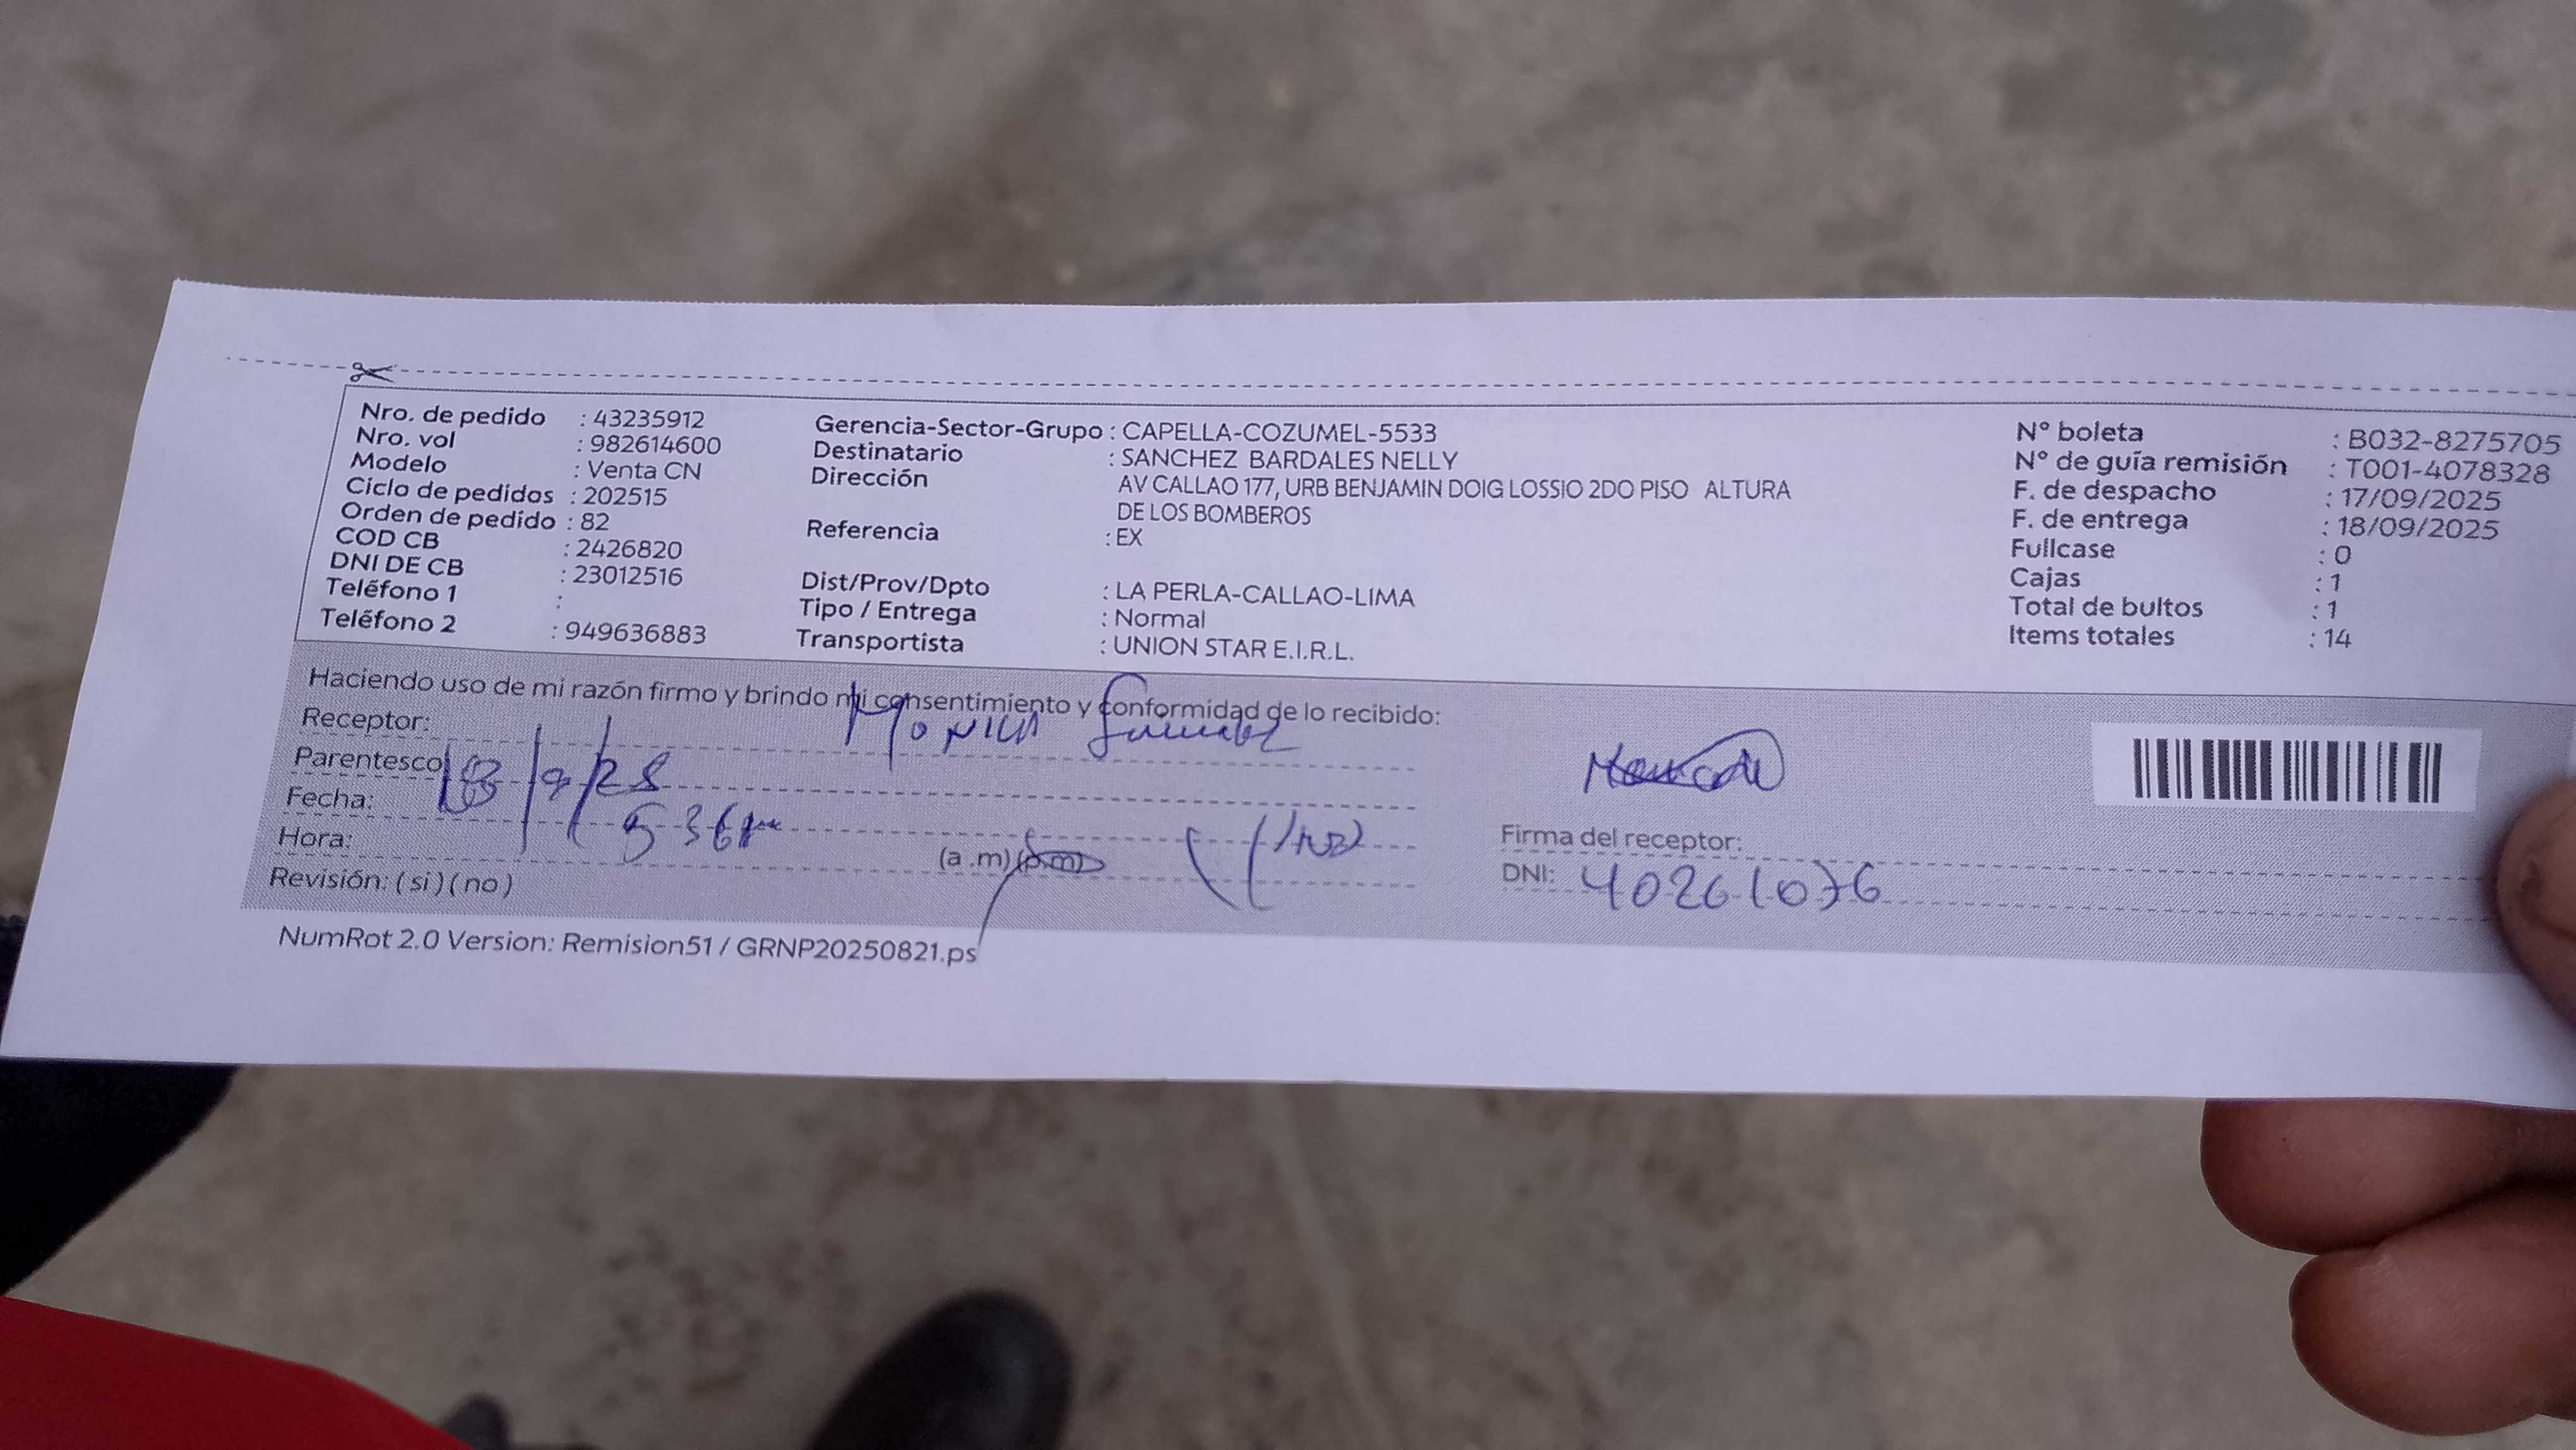 Nro. de pedido : 43235912
Nro. vol : 982614600
Modelo : Venta CN
Ciclo de pedidos : 202515
Orden de pedido : 82
COD CB : 2426820
DNI DE CB : 23012516
Teléfono 1 :
Teléfono 2 : 949636883
Gerencia-Sector-Grupo : CAPELLA-COZUMEL-5533
Destinatario : SANCHEZ BARDALES NELLY
Dirección AV CALLAO 177, URB BENJAMIN DOIG LOSSIO 2DO PISO ALTURA
DE LOS BOMBEROS
Referencia : EX
Dist/Prov/Dpto : LA PERLA-CALLAO-LIMA
Tipo / Entrega : Normal
Transportista : UNION STAR E.I.R.L.
N° boleta : B032-8275705
N° de guía remisión : T001-4078328
F. de despacho : 17/09/2025
F. de entrega : 18/09/2025
Fullcase : 0
Cajas : 1
Total de bultos : 1
Items totales : 14
Haciendo uso de mi razón firmo y brindo mi consentimiento y conformidad de lo recibido:
Receptor: MONICA
Parentesco
Fecha: 18/9/25
Hora: 5 36 (a .m) (p.m)
Revisión: ( si ) ( no )
Firma del receptor:
DNI: 40261076
NumRot 2.0 Version: Remision51 / GRNP20250821.ps